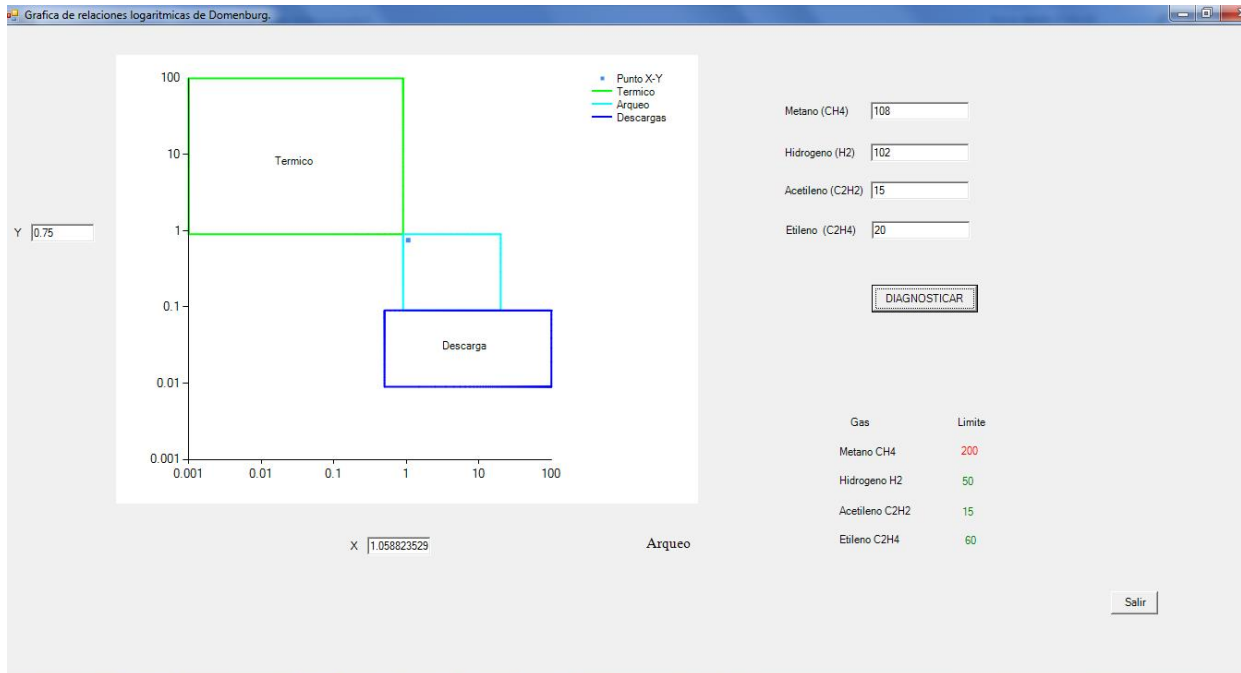 Grafica de relaciones logaritmicas de Domenburg.
100
10
1
0.1
0.01
0.001
0.001 0.01 0.1 1 10 100
Termico
Descarga
Punto X-Y
Termico
Arqueo
Descargas
Y 0.75
X 1.058823529
Arqueo
Metano (CH4) 108
Hidrogeno (H2) 102
Acetileno (C2H2) 15
Etileno (C2H4) 20
DIAGNOSTICAR
Gas Limite
Metano CH4 200
Hidrogeno H2 50
Acetileno C2H2 15
Etileno C2H4 60
Salir